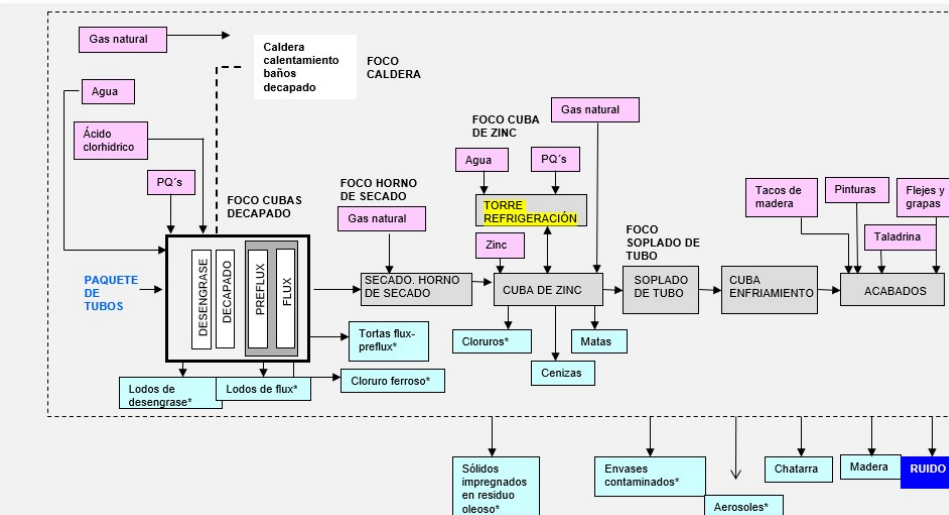 Gas natural
Caldera
calentamiento
baños
decapado
FOCO
CALDERA
Agua
Ácido
clorhidrico
PQ´s
FOCO CUBAS
DECAPADO
FOCO HORNO
DE SECADO
Gas natural
FOCO CUBA
DE ZINC
Gas natural
Agua
PQ´s
TORRE
REFRIGERACIÓN
Zinc
FOCO
SOPLADO DE
TUBO
Tacos de
madera
Pinturas
Flejes y
grapas
Taladrina
PAQUETE
DE
TUBOS
DESENGRASE
DECAPADO
PREFLUX
FLUX
SECADO. HORNO
DE SECADO
CUBA DE ZINC
SOPLADO
DE TUBO
CUBA
ENFRIAMIENTO
ACABADOS
Tortas flux-
preflux*
Cloruros*
Matas
Cenizas
Cloruro ferroso*
Lodos de
desengrase*
Lodos de flux*
Sólidos
impregnados
en residuo
oleoso*
Envases
contaminados*
Aerosoles*
Chatarra
Madera
RUIDO